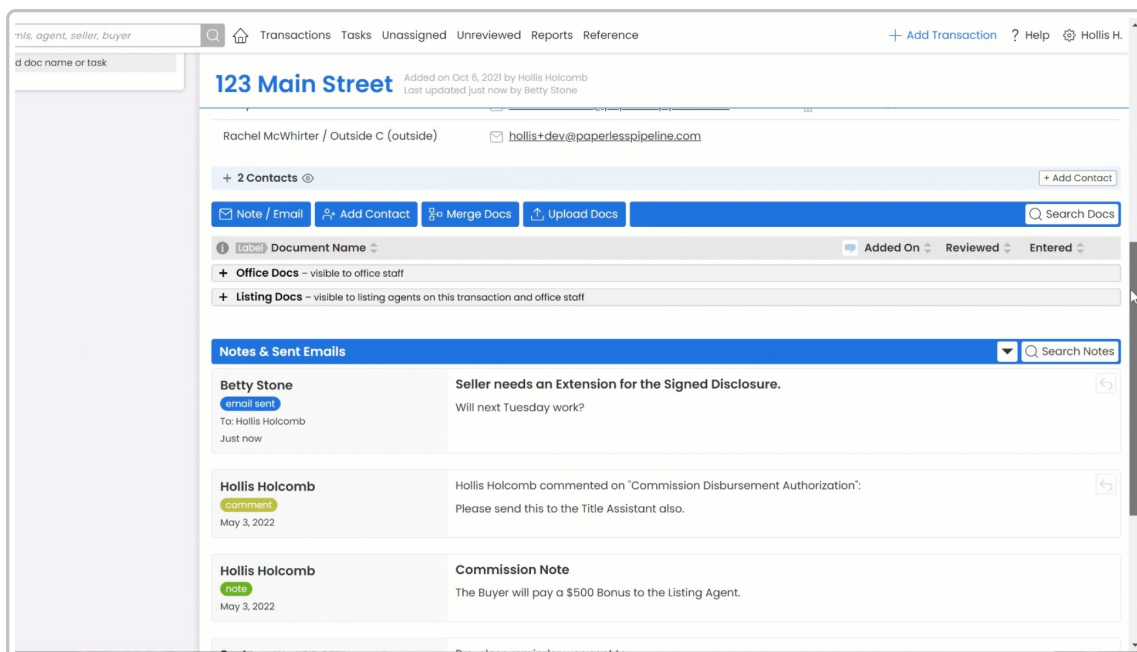 mis, agent, seller, buyer
Transactions Tasks Unassigned Unreviewed Reports Reference
+ Add Transaction ? Help Hollis H.
d doc name or task
123 Main Street
Added on Oct 6, 2021 by Hollis Holcomb
Last updated just now by Betty Stone
Rachel McWhirter / Outside C (outside) hollis+dev@paperlesspipeline.com
+ 2 Contacts + Add Contact
Note / Email Add Contact Merge Docs Upload Docs Search Docs
Label Document Name Added On Reviewed Entered
+ Office Docs – visible to office staff
+ Listing Docs – visible to listing agents on this transaction and office staff
Notes & Sent Emails Search Notes
Betty Stone
email sent
To: Hollis Holcomb
Just now
Seller needs an Extension for the Signed Disclosure.
Will next Tuesday work?
Hollis Holcomb
comment
May 3, 2022
Hollis Holcomb commented on "Commission Disbursement Authorization":
Please send this to the Title Assistant also.
Hollis Holcomb
note
May 3, 2022
Commission Note
The Buyer will pay a $500 Bonus to the Listing Agent.